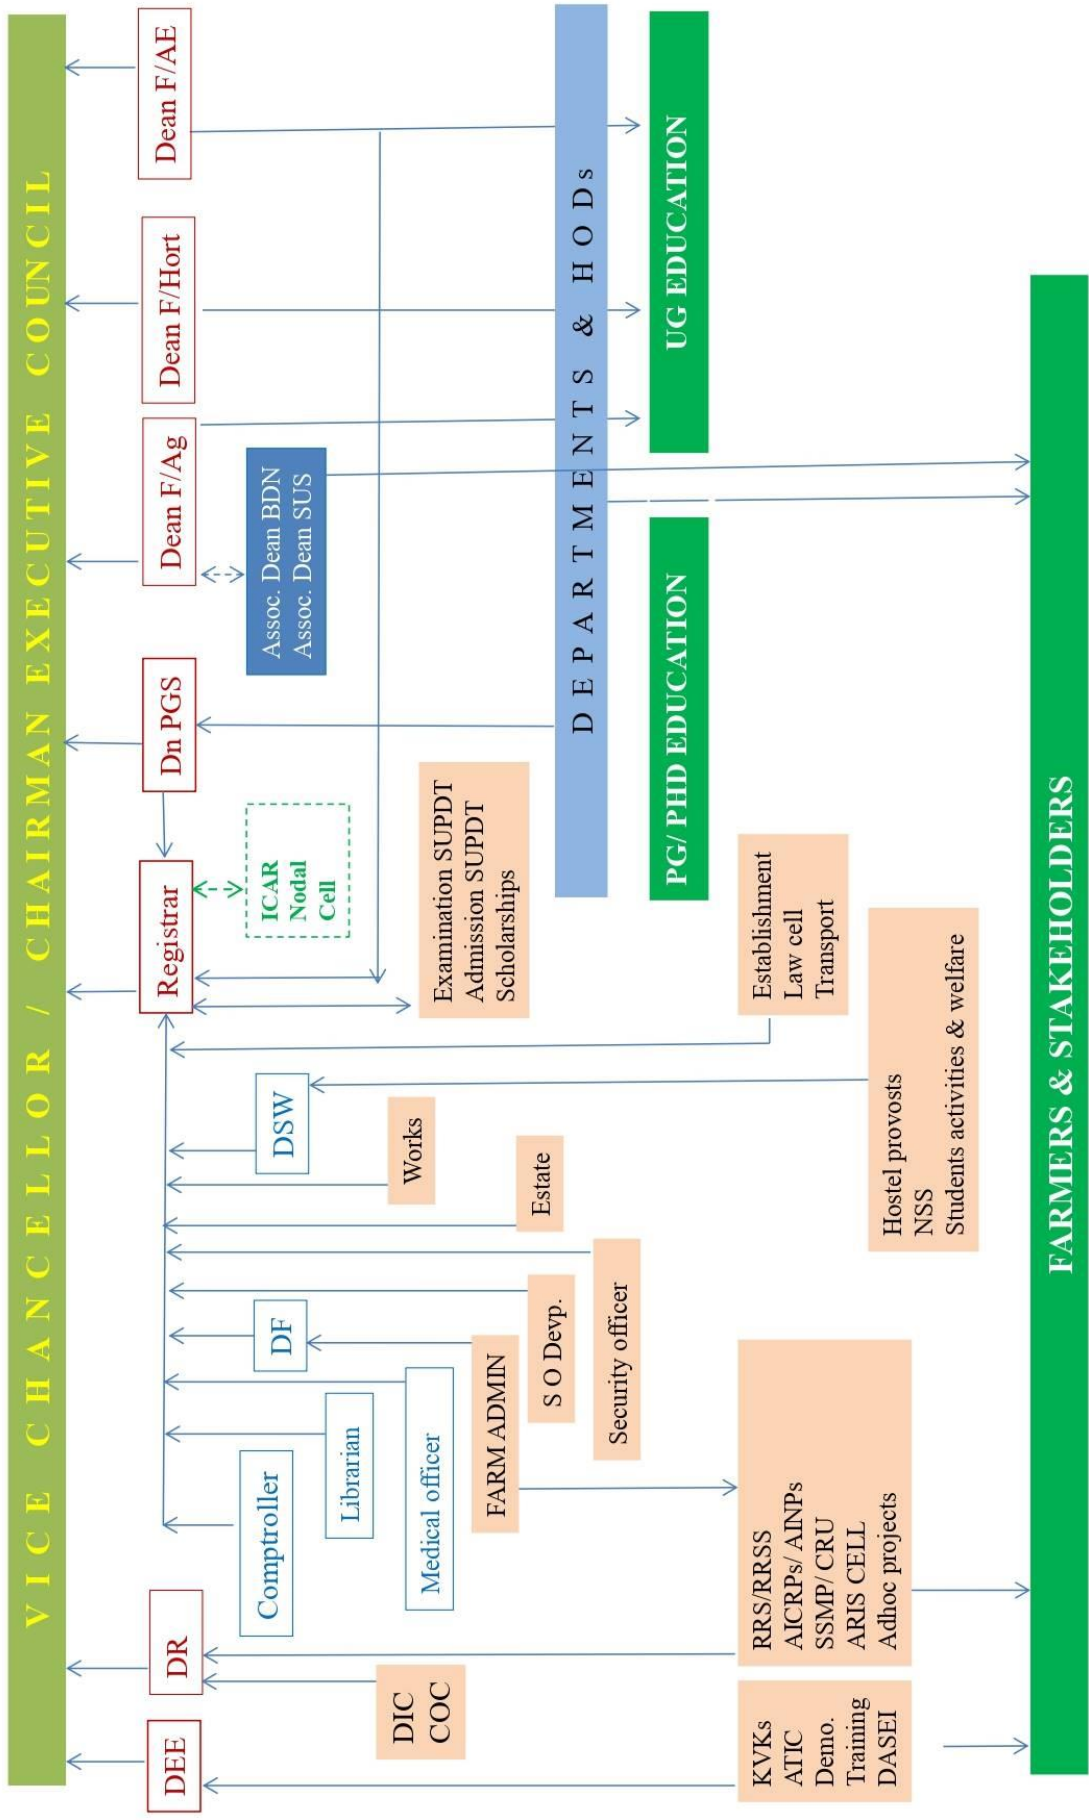 VICE CHANCELLOR / CHAIRMAN EXECUTIVE COUNCIL
DEE
DR
Registrar
Dn PGS
Dean F/Ag
Dean F/Hort
Dean F/AE
Comptroller
DF
DSW
ICAR
Nodal
Cell
Assoc. Dean BDN
Assoc. Dean SUS
Librarian
DIC
COC
Medical officer
Works
Examination SUPDT
Admission SUPDT
Scholarships
FARM ADMIN
S O Devp.
Estate
Security officer
DEPARTMENTS & HODs
PG/ PHD EDUCATION
UG EDUCATION
KVKs
ATIC
Demo.
Training
DASEI
RRS/RRSS
AICRPs/ AINPs
SSMP/ CRU
ARIS CELL
Adhoc projects
Establishment
Law cell
Transport
Hostel provosts
NSS
Students activities & welfare
FARMERS & STAKEHOLDERS